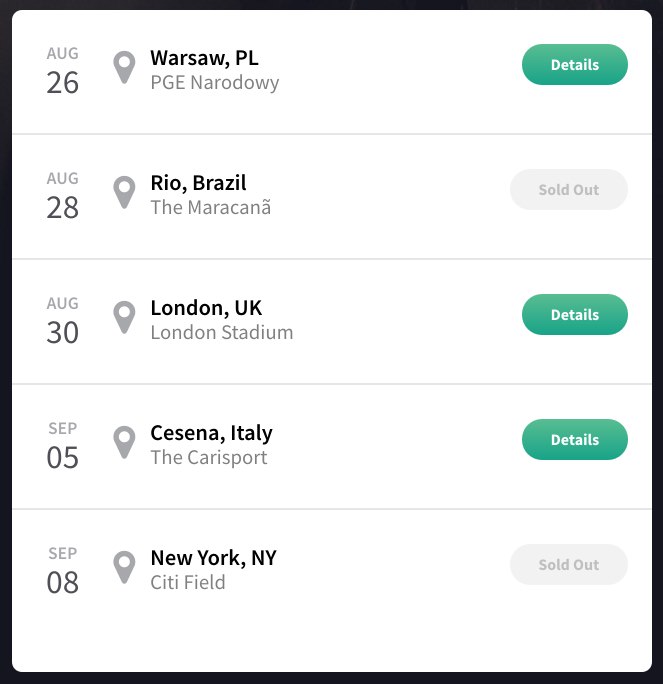 AUG
26
Warsaw, PL
PGE Narodowy
Details
AUG
28
Rio, Brazil
The Maracanã
Sold Out
AUG
30
London, UK
London Stadium
Details
SEP
05
Cesena, Italy
The Carisport
Details
SEP
08
New York, NY
Citi Field
Sold Out